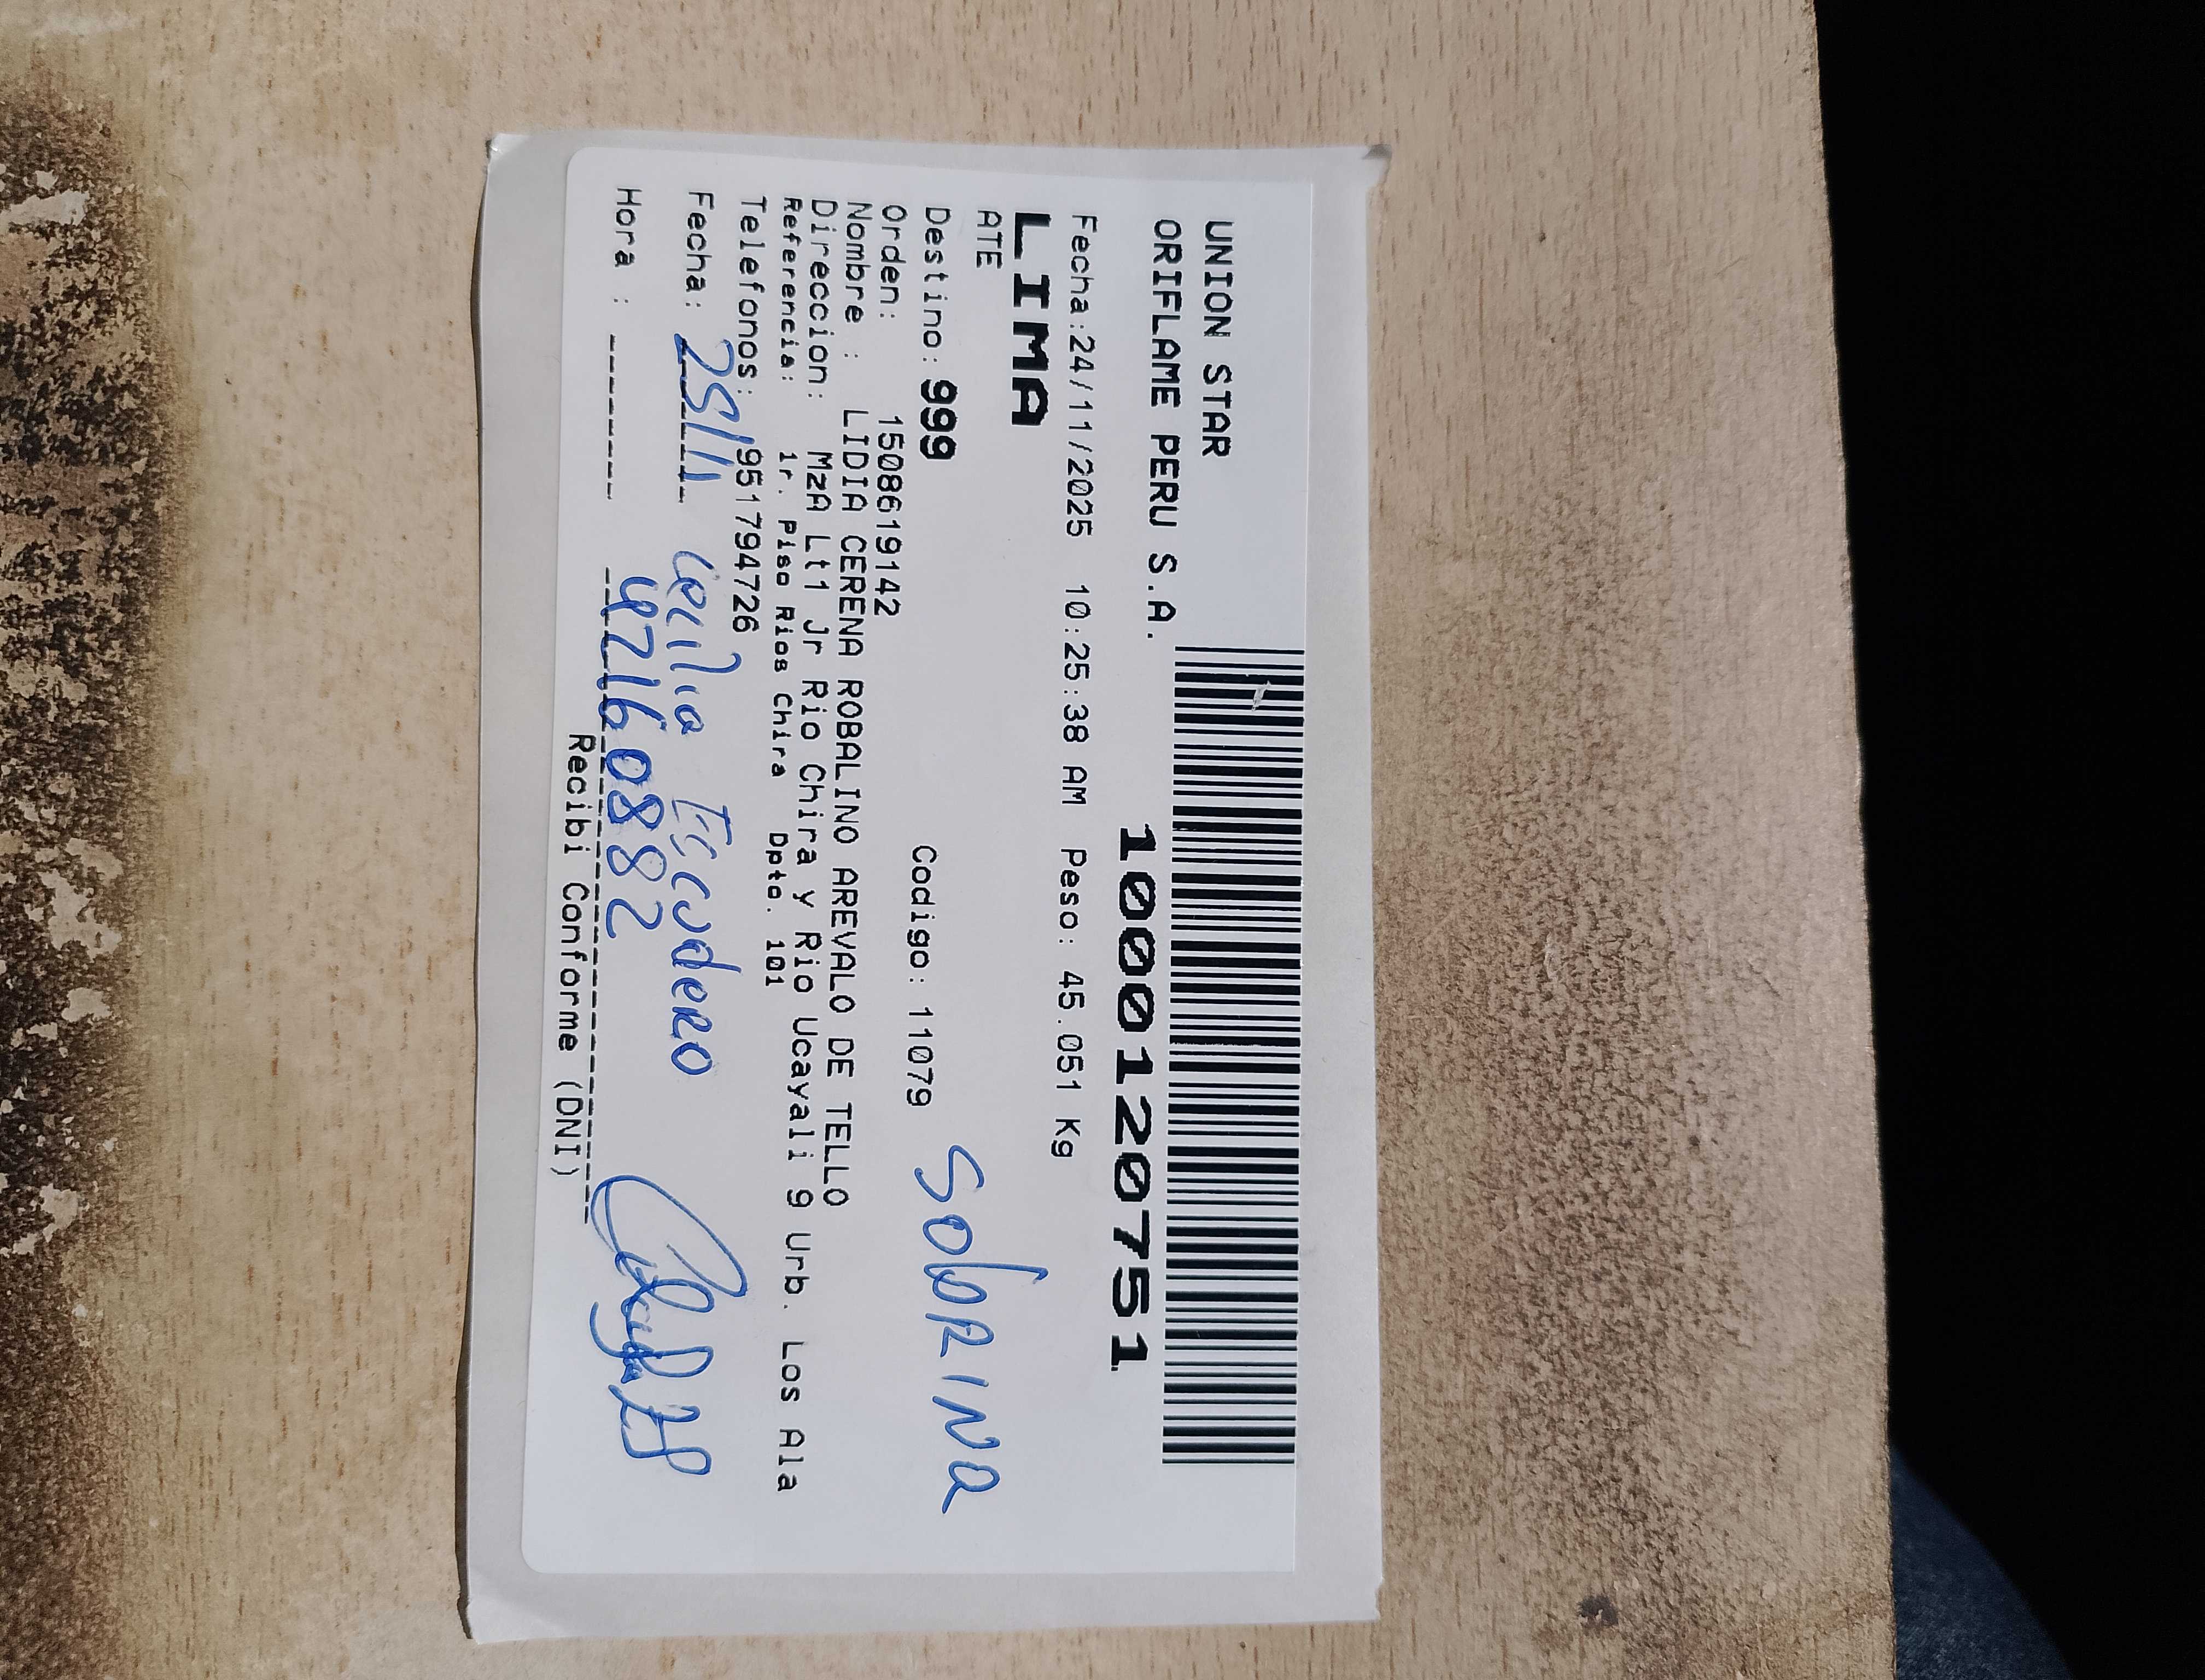 UNION STAR
ORIFLAME PERU S.A.
10001220751
Fecha:24/11/2025 10:25:38 AM Peso: 45.051 Kg
LIMA
ATE
Destino: 999 Codigo: 11079
SobRINa
Orden: 1508619142
Nombre : LIDIA CERENA ROBALINO AREVALO DE TELLO
Direccion: MzA Lt1 Jr Rio Chira y Rio Ucayali 9 Urb. Los Ala
Referencia: 1r. Piso Rios Chira Dpto. 101
Telefonos: 951794726
Fecha: 25/11 Cecilia Escudero
Hora : 47160882
Recibi Conforme (DNI)